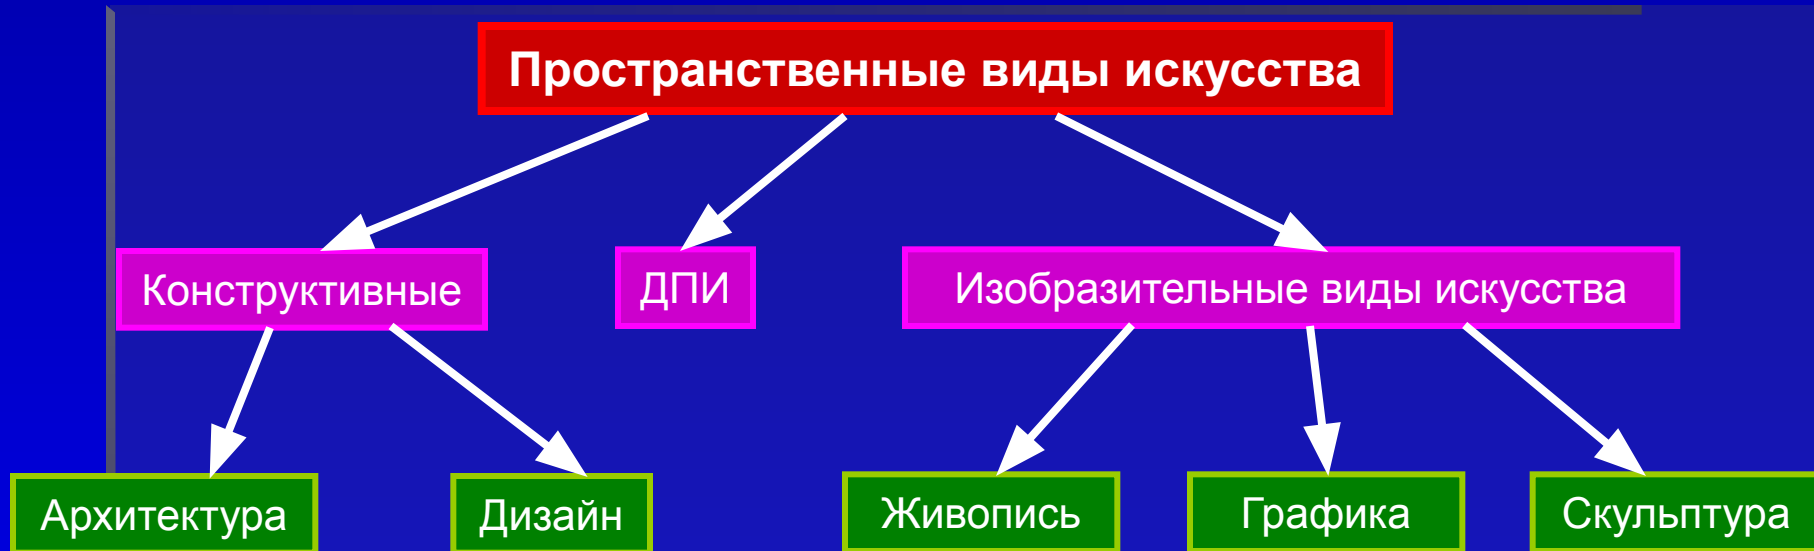 Пространственные виды искусства
Конструктивные
ДПИ
Изобразительные виды искусства
Архитектура
Дизайн
Живопись
Графика
Скульптура